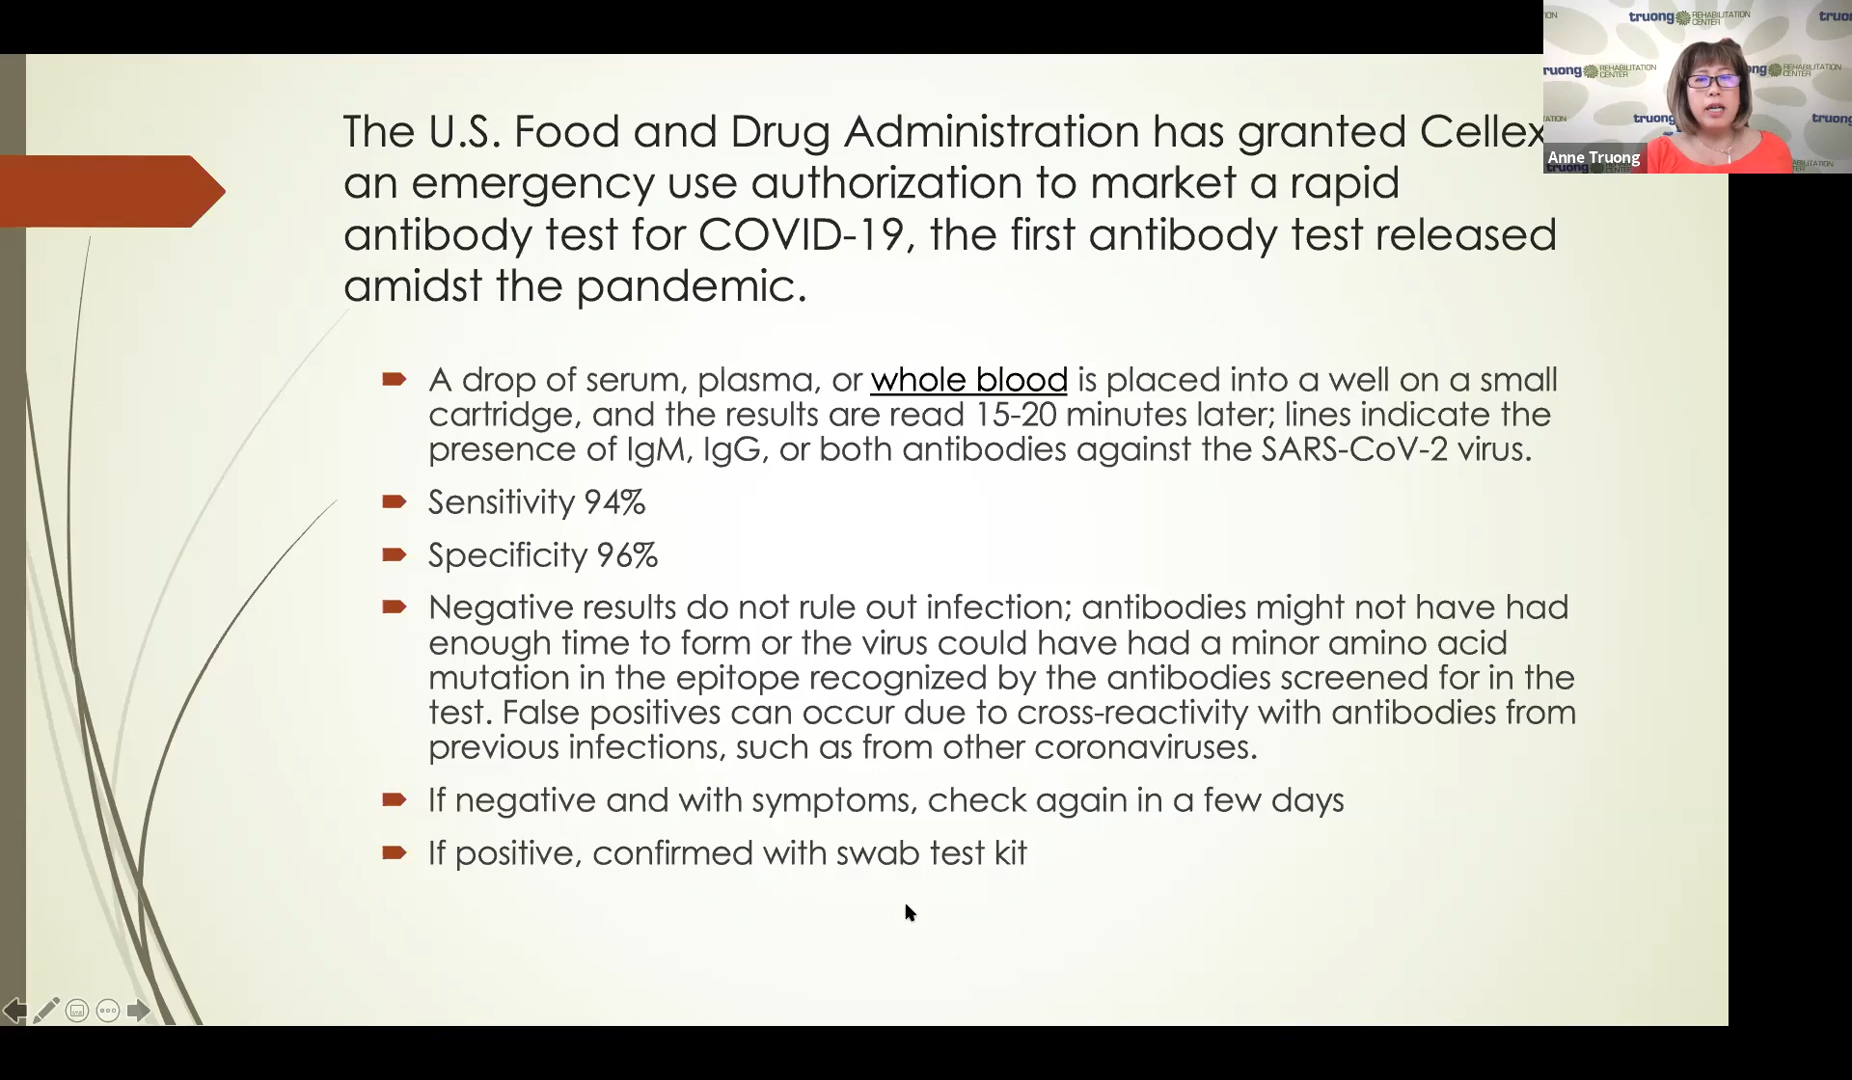 The U.S. Food and Drug Administration has granted Cellex
an emergency use authorization to market a rapid
antibody test for COVID-19, the first antibody test released
amidst the pandemic.
A drop of serum, plasma, or whole blood is placed into a well on a small
cartridge, and the results are read 15-20 minutes later; lines indicate the
presence of IgM, IgG, or both antibodies against the SARS-CoV-2 virus.
Sensitivity 94%
Specificity 96%
Negative results do not rule out infection; antibodies might not have had
enough time to form or the virus could have had a minor amino acid
mutation in the epitope recognized by the antibodies screened for in the
test. False positives can occur due to cross-reactivity with antibodies from
previous infections, such as from other coronaviruses.
If negative and with symptoms, check again in a few days
If positive, confirmed with swab test kit
truong REHABILITATION
CENTER
Anne Truong